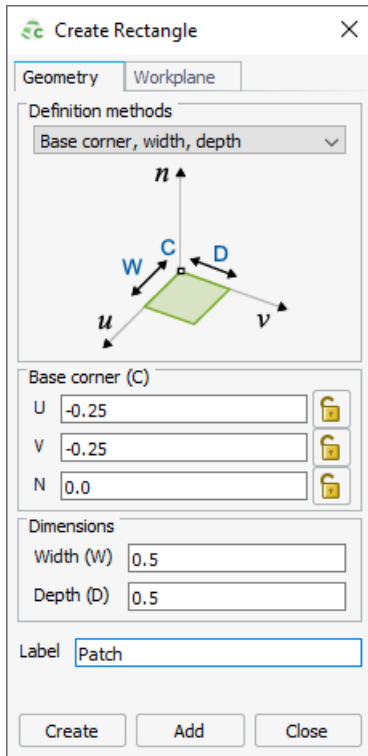 Create Rectangle
Geometry Workplane
Definition methods
Base corner, width, depth
n
C D
W
u v
Base corner (C)
U -0.25
V -0.25
N 0.0
Dimensions
Width (W) 0.5
Depth (D) 0.5
Label Patch
Create Add Close